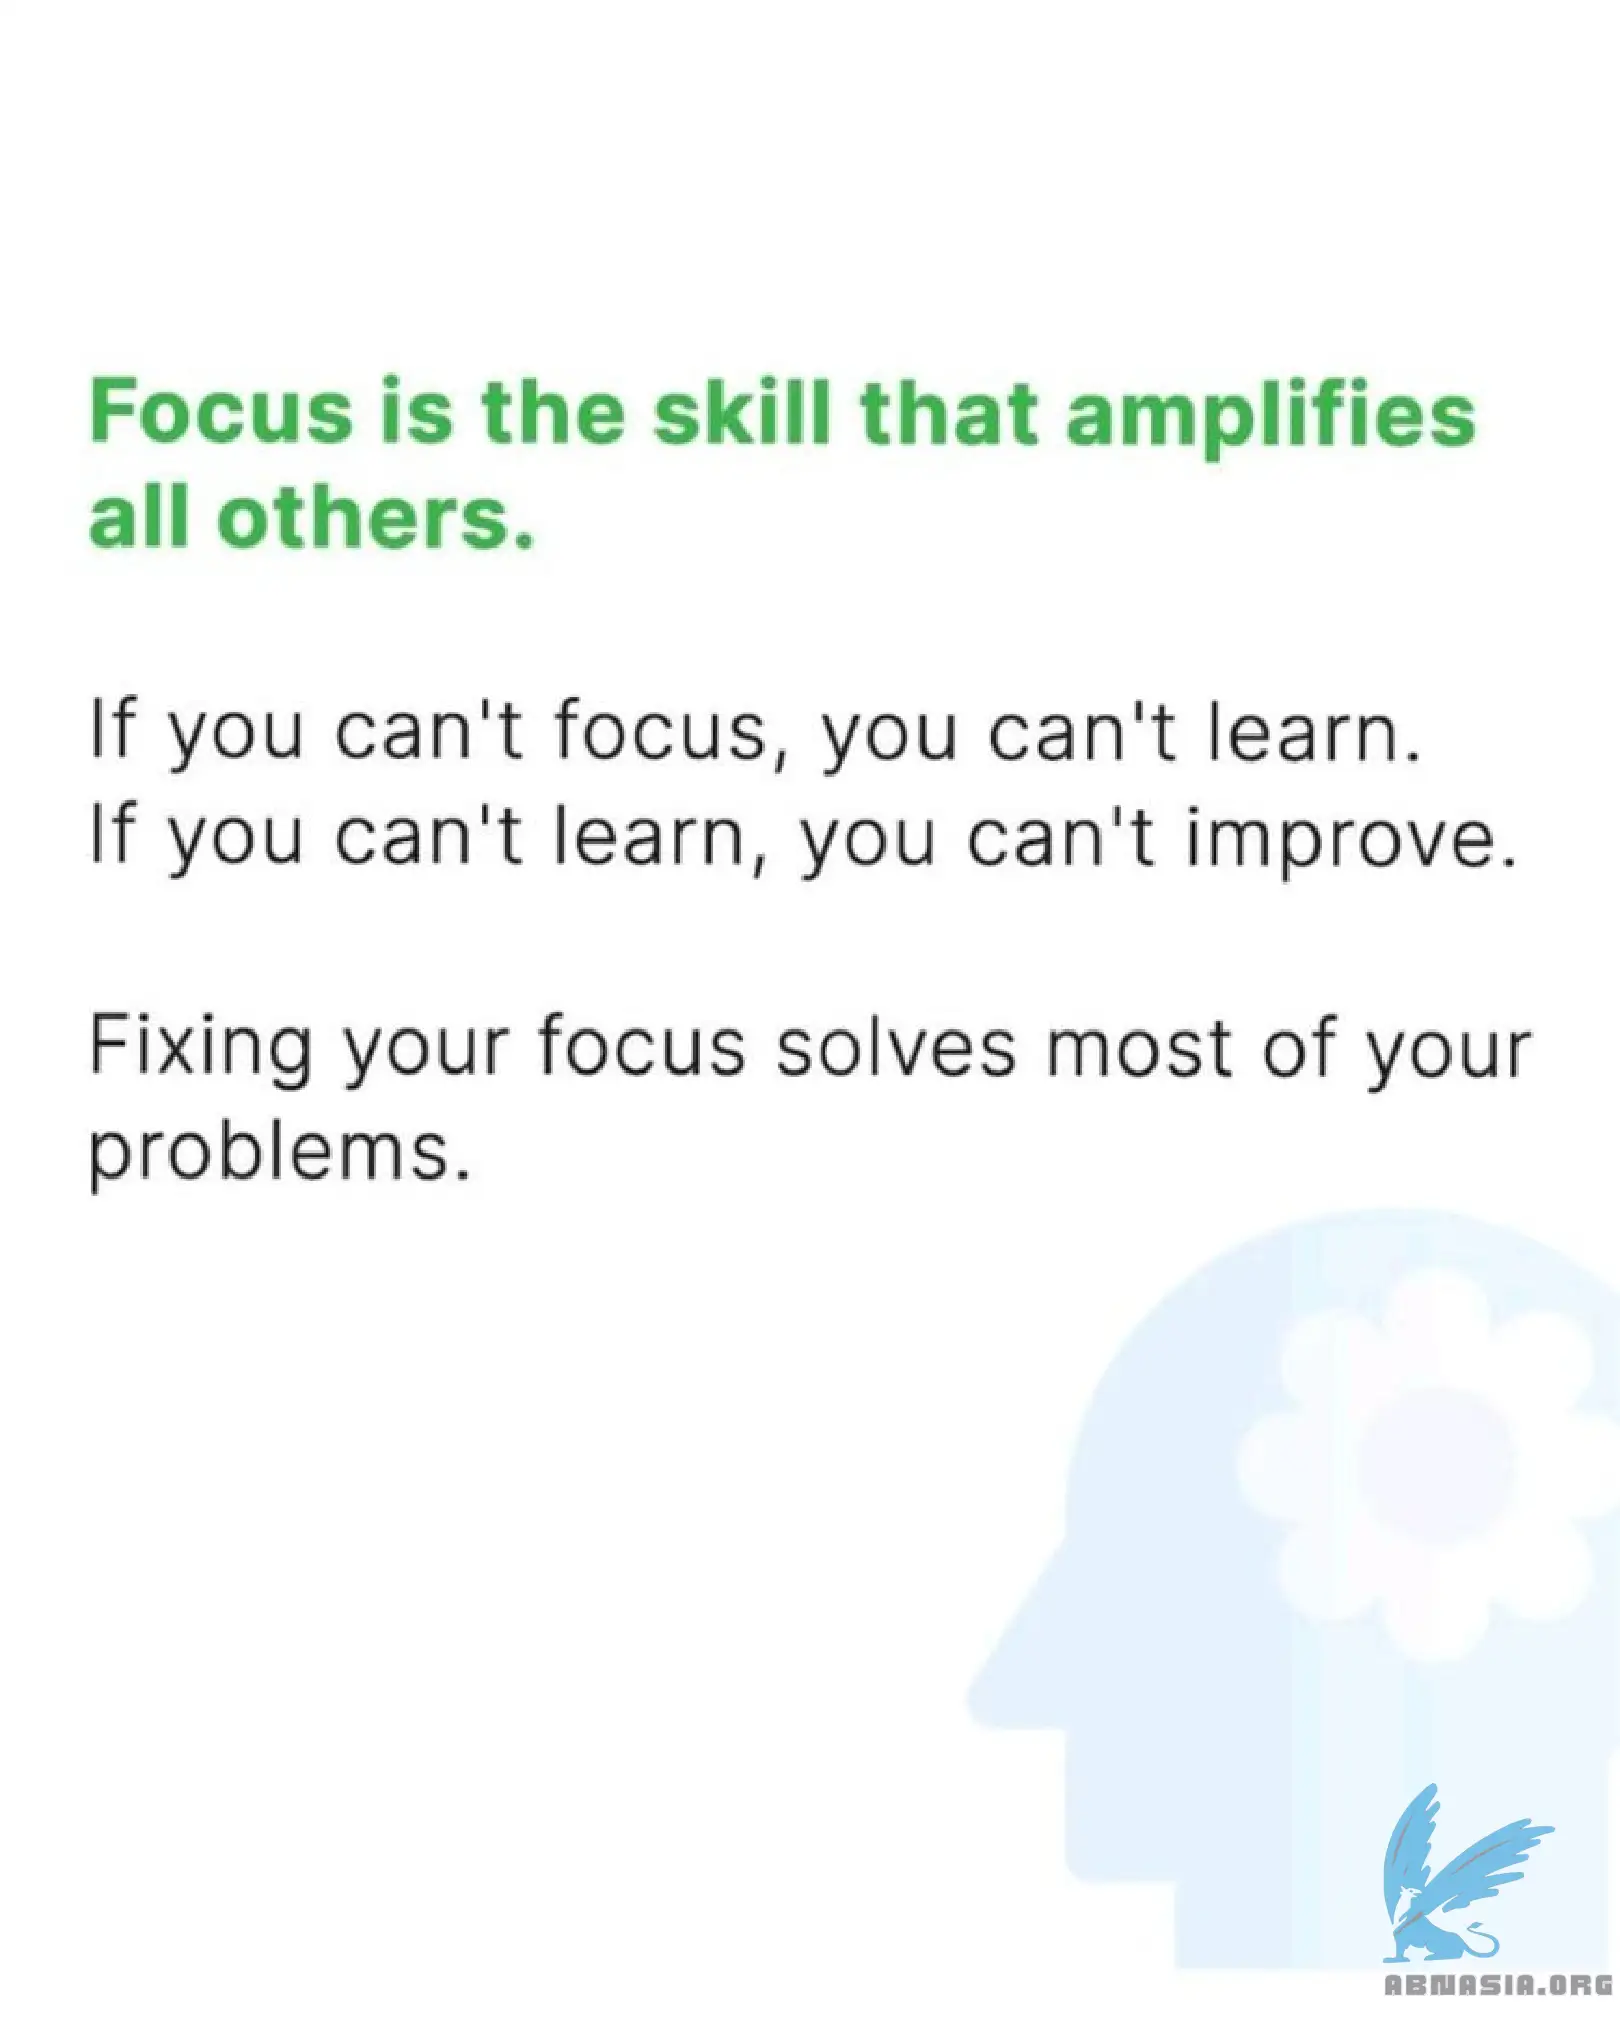 Focus is the skill that amplifies
all others.
If you can't focus, you can't learn.
If you can't learn, you can't improve.
Fixing your focus solves most of your
problems.
ABNASIA.ORG